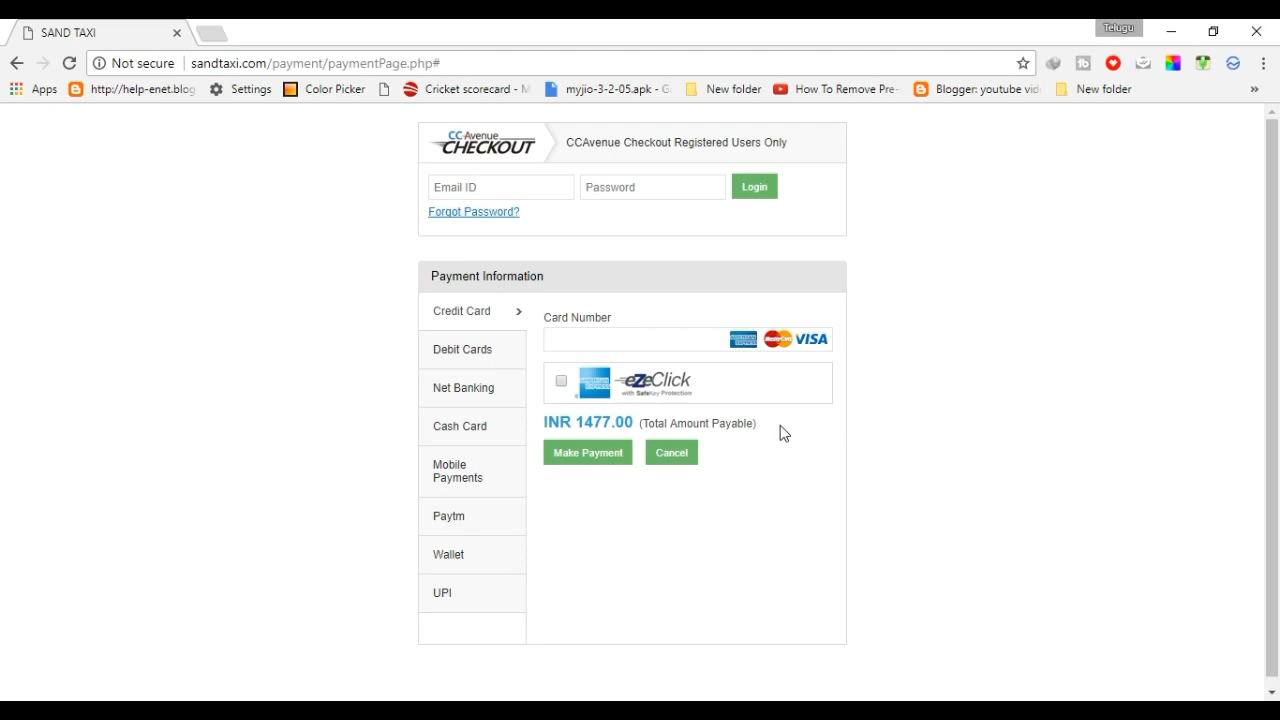 SAND TAXI
Telugu
Not secure
sandtaxi.com/payment/paymentPage.php#
Apps
http://help-enet.blog
Settings
Color Picker
Cricket scorecard - M
myjio-3-2-05.apk - G
New folder
How To Remove Pre-
Blogger: youtube vid
New folder
CC Avenue
CHECKOUT
CCAvenue Checkout Registered Users Only
Email ID
Password
Login
Forgot Password?
Payment Information
Credit Card
Card Number
MasterCard VISA
Debit Cards
Net Banking
eZeClick
with SafeKey Protection
INR 1477.00 (Total Amount Payable)
Cash Card
Make Payment
Cancel
Mobile
Payments
Paytm
Wallet
UPI